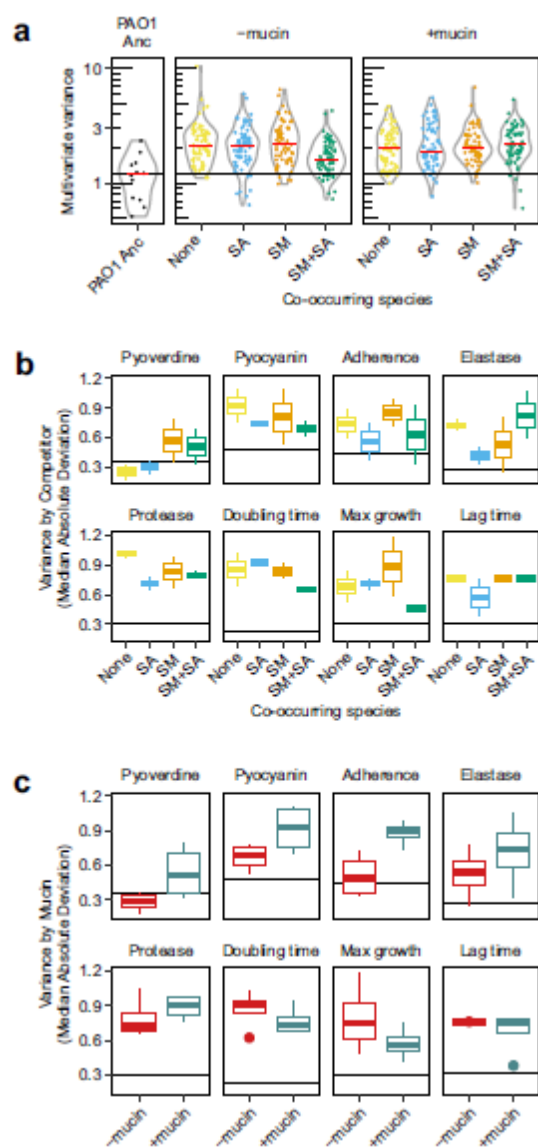 a
PAO1 Anc
−mucin
+mucin
Multivariate variance
10
3
1
PAO1 Anc
None
SA
SM
SM+SA
None
SA
SM
SM+SA
Co-occurring species
b
Pyoverdine
Pyocyanin
Adherence
Elastase
Variance by Competitor
(Median Absolute Deviation)
1.2
0.9
0.6
0.3
Protease
Doubling time
Max growth
Lag time
1.2
0.9
0.6
0.3
None
SA
SM
SM+SA
None
SA
SM
SM+SA
None
SA
SM
SM+SA
None
SA
SM
SM+SA
Co-occurring species
c
Pyoverdine
Pyocyanin
Adherence
Elastase
Variance by Mucin
(Median Absolute Deviation)
1.2
0.9
0.6
0.3
Protease
Doubling time
Max growth
Lag time
1.2
0.9
0.6
0.3
−mucin
+mucin
−mucin
+mucin
−mucin
+mucin
−mucin
+mucin